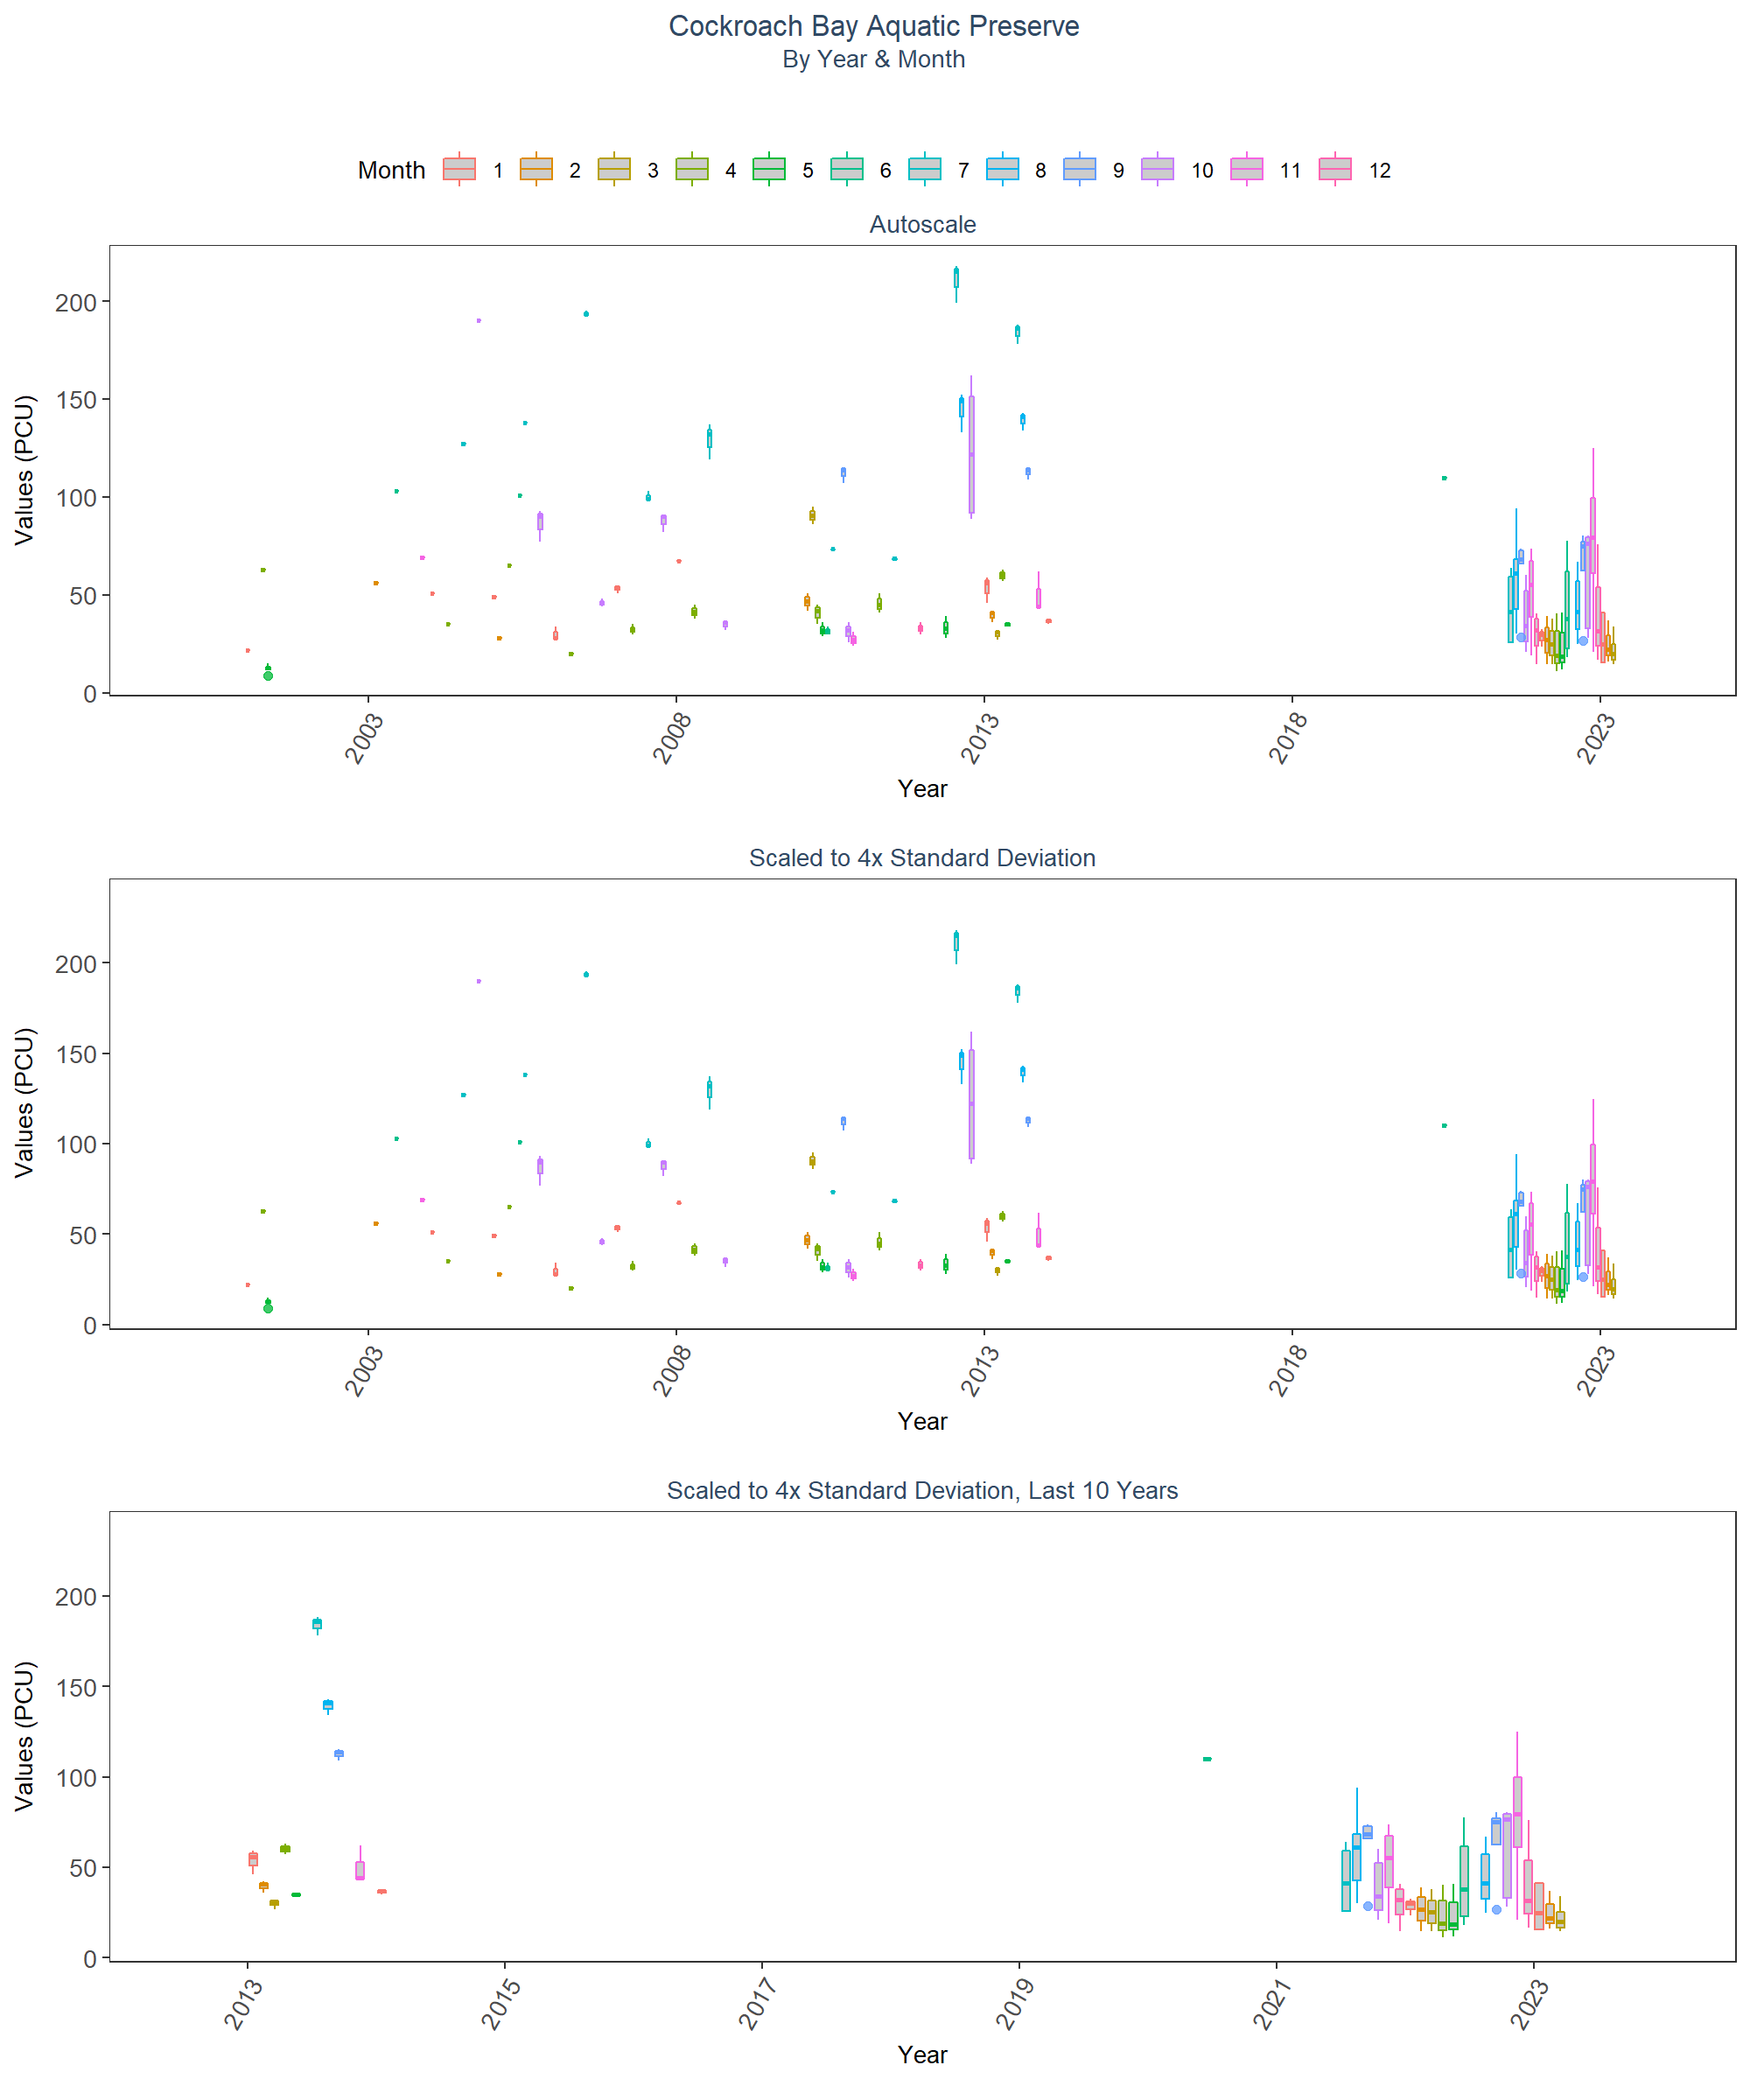 Cockroach Bay Aquatic Preserve
By Year & Month
Month 1 2 3 4 5 6 7 8 9 10 11 12
Autoscale
Values (PCU)
200
150
100
50
0
2003 2008 2013 2018 2023
Year
Scaled to 4x Standard Deviation
Values (PCU)
200
150
100
50
0
2003 2008 2013 2018 2023
Year
Scaled to 4x Standard Deviation, Last 10 Years
Values (PCU)
200
150
100
50
0
2013 2015 2017 2019 2021 2023
Year